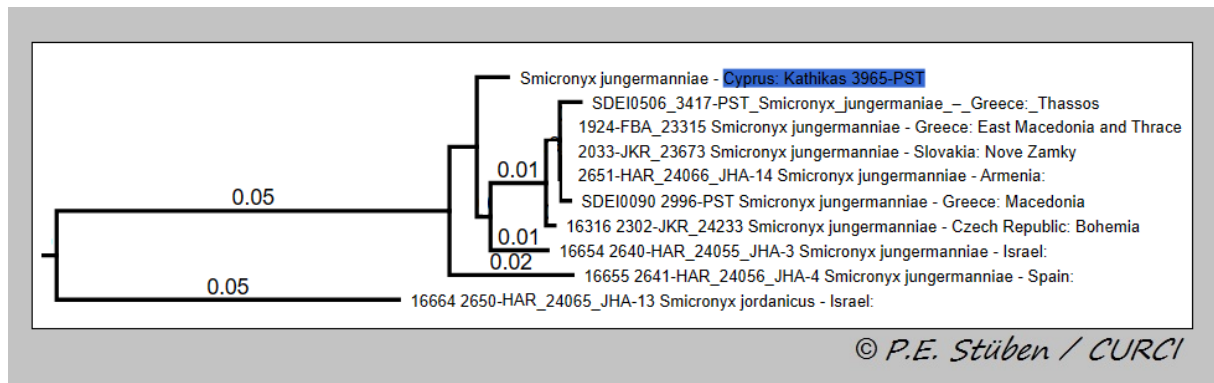 Smicronyx jungermanniae - Cyprus: Kathikas 3965-PST
SDEI0506_3417-PST_Smicronyx_jungermaniae_–_Greece:_Thassos
1924-FBA_23315 Smicronyx jungermanniae - Greece: East Macedonia and Thrace
2033-JKR_23673 Smicronyx jungermanniae - Slovakia: Nove Zamky
0.01
2651-HAR_24066_JHA-14 Smicronyx jungermanniae - Armenia:
0.05
SDEI0090 2996-PST Smicronyx jungermanniae - Greece: Macedonia
16316 2302-JKR_24233 Smicronyx jungermanniae - Czech Republic: Bohemia
0.01
16654 2640-HAR_24055_JHA-3 Smicronyx jungermanniae - Israel:
0.02
16655 2641-HAR_24056_JHA-4 Smicronyx jungermanniae - Spain:
0.05
16664 2650-HAR_24065_JHA-13 Smicronyx jordanicus - Israel:
© P.E. Stüben / CURCI